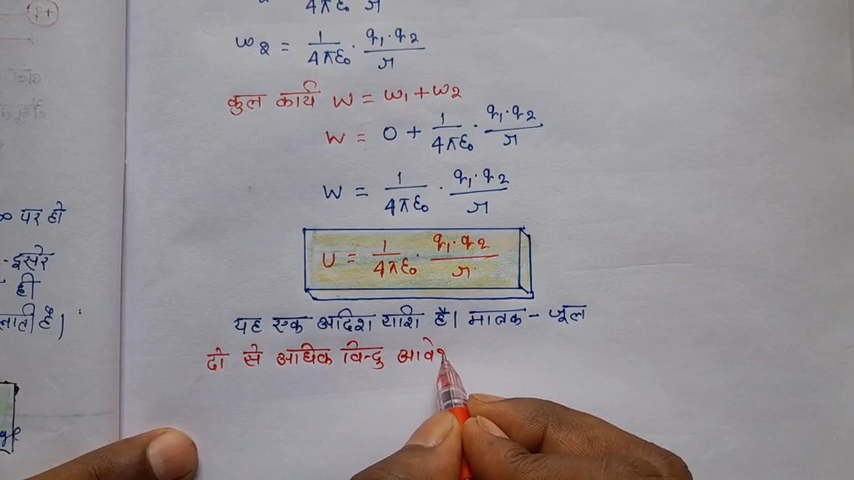 4πε₀ r
W₂ = 1/4πε₀ · q₁·q₂/r
कुल कार्य W = W₁ + W₂
W = 0 + 1/4πε₀ · q₁·q₂/r
W = 1/4πε₀ · q₁·q₂/r
U = 1/4πε₀ · q₁·q₂/r
यह एक अदिश राशि है। मात्रक - जूल
दो से अधिक विन्दु आवे
∞ पर हो
ही